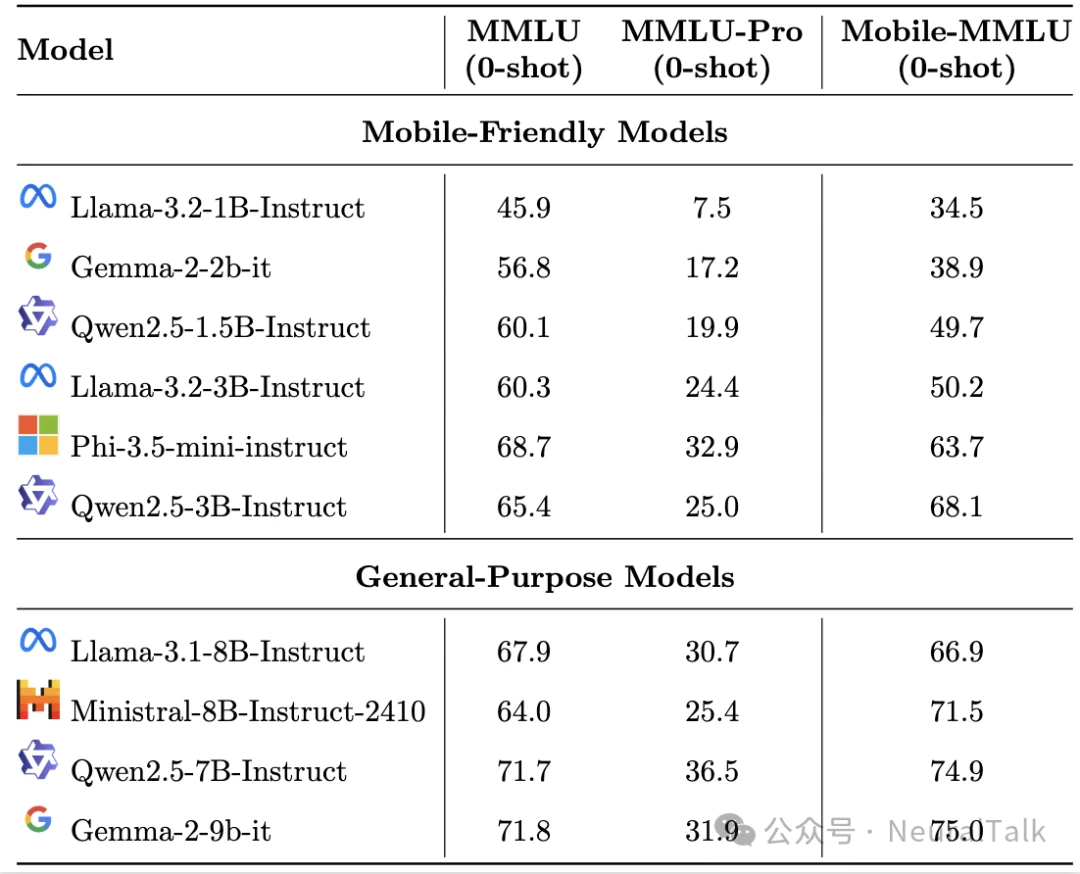 Model MMLU (0-shot) MMLU-Pro (0-shot) Mobile-MMLU (0-shot)
Mobile-Friendly Models
Llama-3.2-1B-Instruct 45.9 7.5 34.5
Gemma-2-2b-it 56.8 17.2 38.9
Qwen2.5-1.5B-Instruct 60.1 19.9 49.7
Llama-3.2-3B-Instruct 60.3 24.4 50.2
Phi-3.5-mini-instruct 68.7 32.9 63.7
Qwen2.5-3B-Instruct 65.4 25.0 68.1
General-Purpose Models
Llama-3.1-8B-Instruct 67.9 30.7 66.9
Ministral-8B-Instruct-2410 64.0 25.4 71.5
Qwen2.5-7B-Instruct 71.7 36.5 74.9
Gemma-2-9b-it 71.8 31.9 75.0
公众号 · NeuralTalk